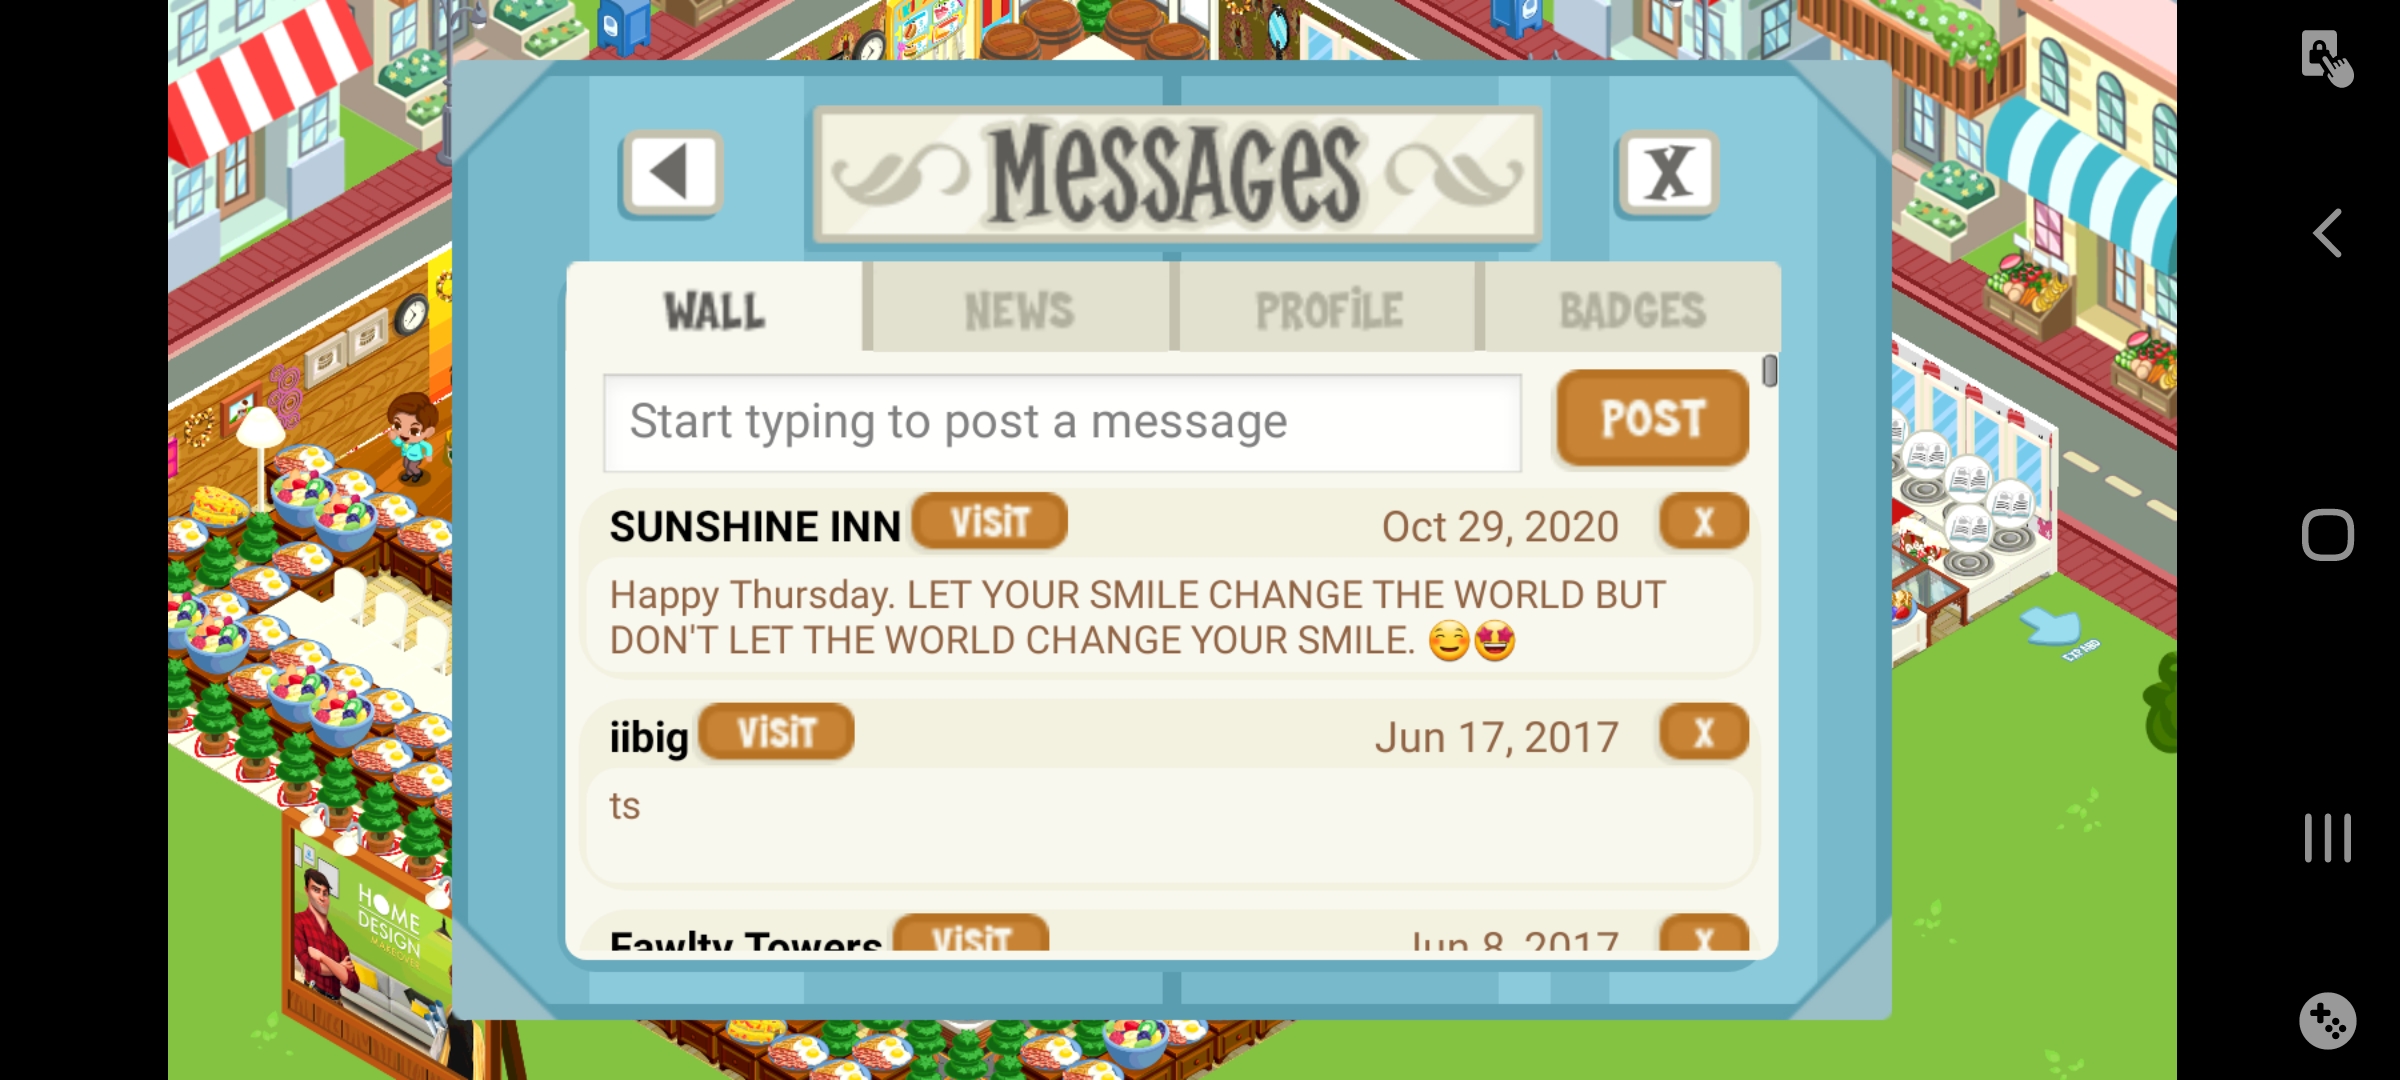 MESSAGES
X
WALL
NEWS
PROFILE
BADGES
Start typing to post a message
POST
SUNSHINE INN
VISIT
Oct 29, 2020
X
Happy Thursday. LET YOUR SMILE CHANGE THE WORLD BUT
DON'T LET THE WORLD CHANGE YOUR SMILE. 😊🤩
iibig
VISIT
Jun 17, 2017
X
ts
Fawlty Towers
VISIT
Jun 8, 2017
X
HOME
DESIGN
MAKEOVER
EXPAND